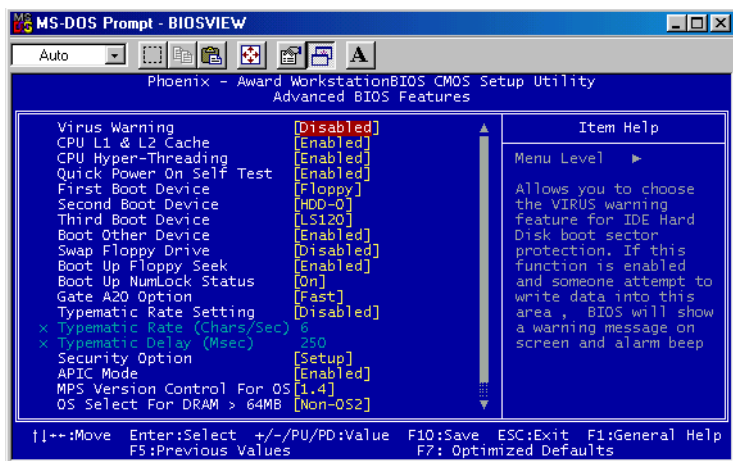 MS-DOS Prompt - BIOSVIEW
Auto
A
Phoenix - Award WorkstationBIOS CMOS Setup Utility
Advanced BIOS Features
Virus Warning [Disabled]
CPU L1 & L2 Cache [Enabled]
CPU Hyper-Threading [Enabled]
Quick Power On Self Test [Enabled]
First Boot Device [Floppy]
Second Boot Device [HDD-0]
Third Boot Device [LS120]
Boot Other Device [Enabled]
Swap Floppy Drive [Disabled]
Boot Up Floppy Seek [Enabled]
Boot Up NumLock Status [On]
Gate A20 Option [Fast]
Typematic Rate Setting [Disabled]
× Typematic Rate (Chars/Sec) 6
× Typematic Delay (Msec) 250
Security Option [Setup]
APIC Mode [Enabled]
MPS Version Control For OS[1.4]
OS Select For DRAM > 64MB [Non-OS2]
Item Help
Menu Level ►
Allows you to choose
the VIRUS warning
feature for IDE Hard
Disk boot sector
protection. If this
function is enabled
and someone attempt to
write data into this
area , BIOS will show
a warning message on
screen and alarm beep
↑↓←→:Move Enter:Select +/-/PU/PD:Value F10:Save ESC:Exit F1:General Help
F5:Previous Values F7: Optimized Defaults